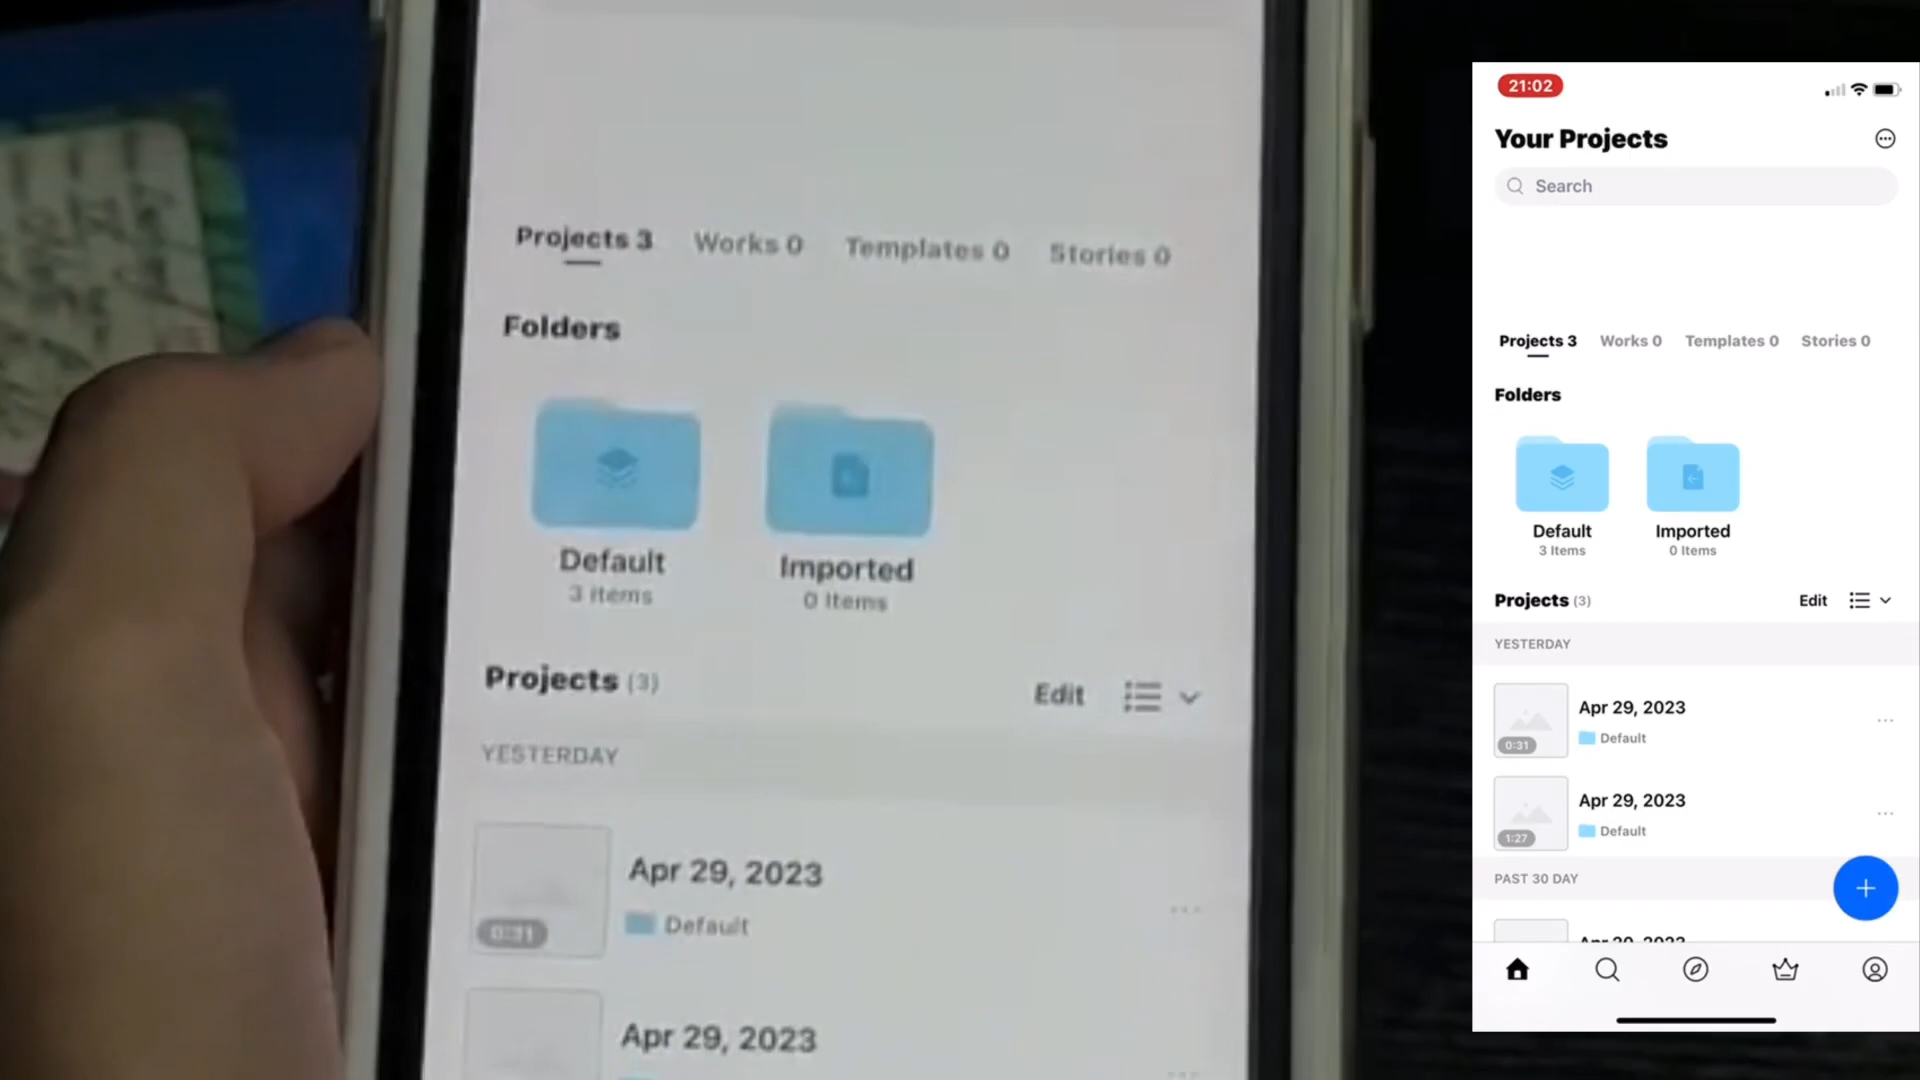 Projects 3 Works 0 Templates 0 Stories 0
Folders
Default Imported
3 Items 0 Items
Projects (3) Edit
YESTERDAY
Apr 29, 2023
0:31 Default
Apr 29, 2023
21:02
Your Projects
Search
Projects 3 Works 0 Templates 0 Stories 0
Folders
Default Imported
3 Items 0 Items
Projects (3) Edit
YESTERDAY
Apr 29, 2023
0:31 Default
Apr 29, 2023
1:27 Default
PAST 30 DAY